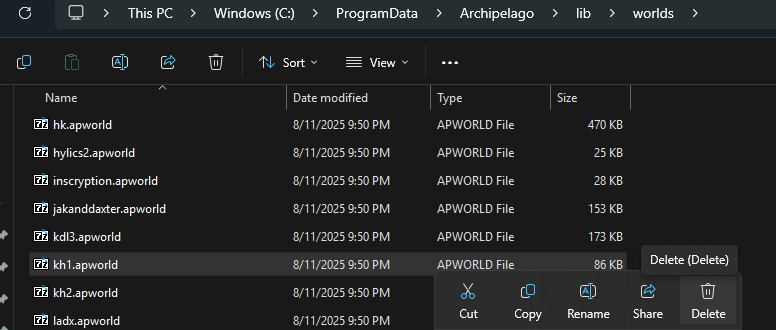 This PC > Windows (C:) > ProgramData > Archipelago > lib > worlds >
Sort View ...
Name Date modified Type Size
hk.apworld 8/11/2025 9:50 PM APWORLD File 470 KB
hylics2.apworld 8/11/2025 9:50 PM APWORLD File 25 KB
inscryption.apworld 8/11/2025 9:50 PM APWORLD File 28 KB
jakanddaxter.apworld 8/11/2025 9:50 PM APWORLD File 153 KB
kdl3.apworld 8/11/2025 9:50 PM APWORLD File 173 KB
Delete (Delete)
kh1.apworld 8/11/2025 9:50 PM APWORLD File 86 KB
kh2.apworld 8/11/2025 9:50 PM
Cut Copy Rename Share Delete
ladx.apworld 8/11/2025 9:50 PM